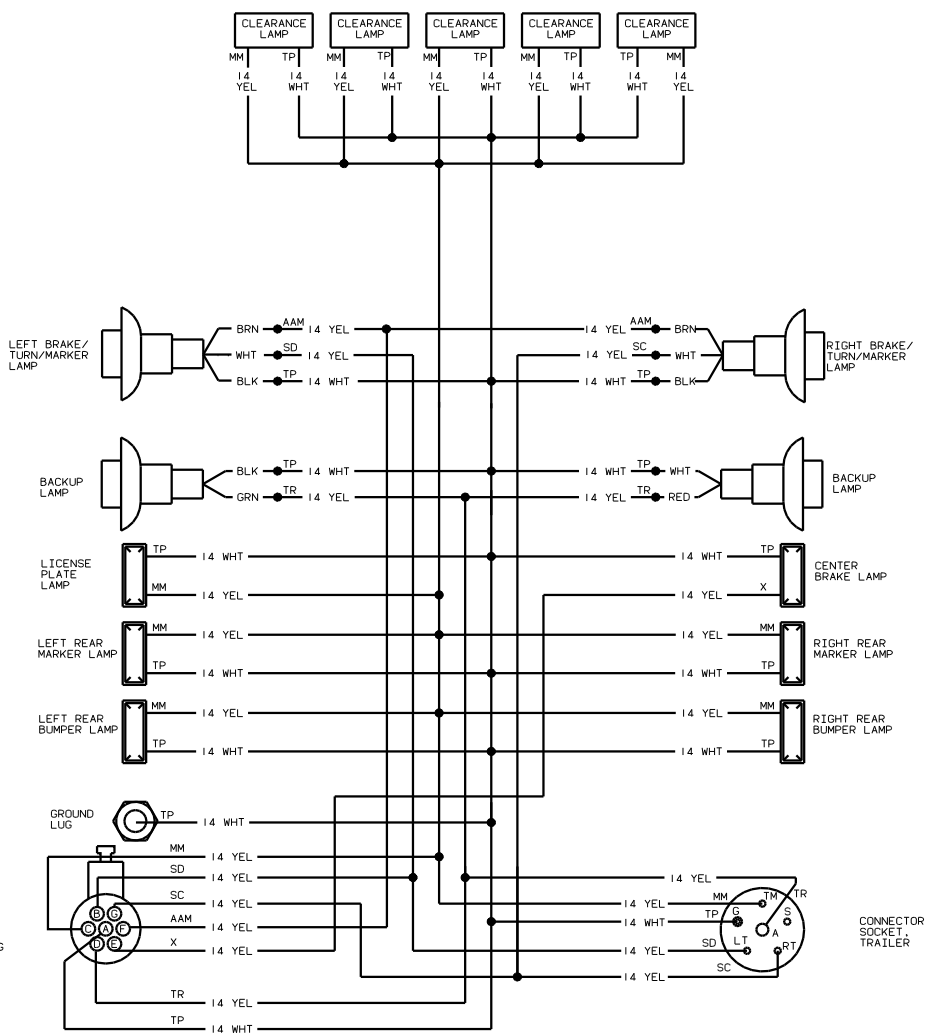 CLEARANCE LAMP
CLEARANCE LAMP
CLEARANCE LAMP
CLEARANCE LAMP
CLEARANCE LAMP
MM TP MM TP MM TP MM TP TP MM
14 YEL
14 WHT
14 YEL
14 WHT
14 YEL
14 WHT
14 YEL
14 WHT
14 WHT
14 YEL
LEFT BRAKE/
TURN/MARKER
LAMP
BRN AAM 14 YEL
WHT SD 14 YEL
BLK TP 14 WHT
14 YEL AAM BRN
14 YEL SC WHT
14 WHT TP BLK
RIGHT BRAKE/
TURN/MARKER
LAMP
BACKUP
LAMP
BLK TP 14 WHT
GRN TR 14 YEL
14 WHT TP WHT
14 YEL TR RED
BACKUP
LAMP
LICENSE
PLATE
LAMP
TP 14 WHT
MM 14 YEL
14 WHT TP
14 YEL X
CENTER
BRAKE LAMP
LEFT REAR
MARKER LAMP
MM 14 YEL
TP 14 WHT
14 YEL MM
14 WHT TP
RIGHT REAR
MARKER LAMP
LEFT REAR
BUMPER LAMP
MM 14 YEL
TP 14 WHT
14 YEL MM
14 WHT TP
RIGHT REAR
BUMPER LAMP
GROUND
LUG
TP 14 WHT
MM 14 YEL
SD 14 YEL
SC 14 YEL
AAM 14 YEL
X 14 YEL
TR 14 YEL
TP 14 WHT
B G
C A F
D E
G
14 YEL TR
14 YEL MM TM
14 WHT TP G S
A
14 YEL SD LT RT
14 YEL SC
CONNECTOR
SOCKET,
TRAILER